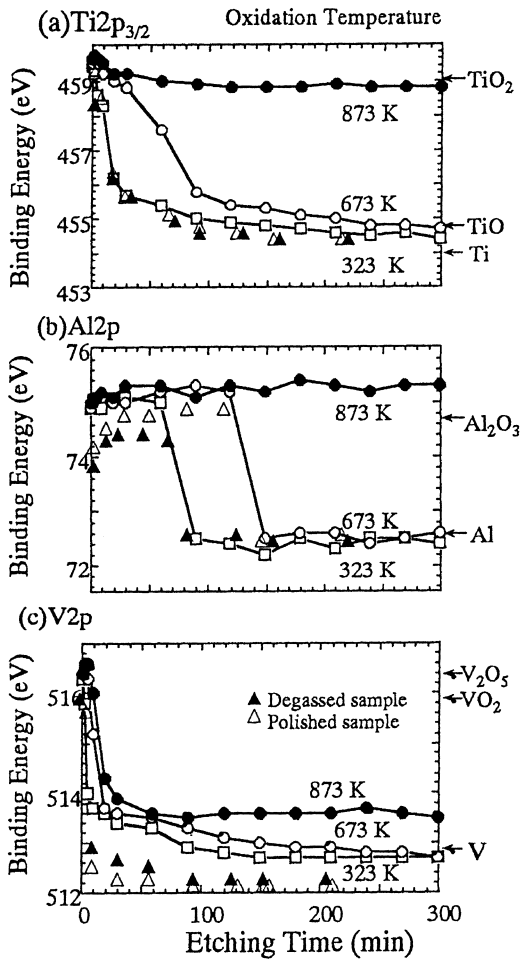 (a)Ti2p3/2 Oxidation Temperature
Binding Energy (eV)
459
457
455
453
873 K
673 K
323 K
TiO2
TiO
Ti
(b)Al2p
Binding Energy (eV)
76
74
72
873 K
673 K
323 K
Al2O3
Al
(c)V2p
Binding Energy (eV)
516
514
512
▲ Degassed sample
△ Polished sample
873 K
673 K
323 K
V2O5
VO2
V
0 100 200 300
Etching Time (min)